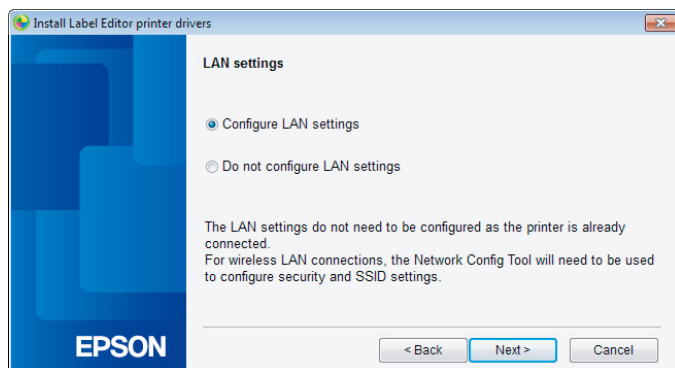 Install Label Editor printer drivers
LAN settings
Configure LAN settings
Do not configure LAN settings
The LAN settings do not need to be configured as the printer is already
connected.
For wireless LAN connections, the Network Config Tool will need to be used
to configure security and SSID settings.
EPSON
< Back Next > Cancel